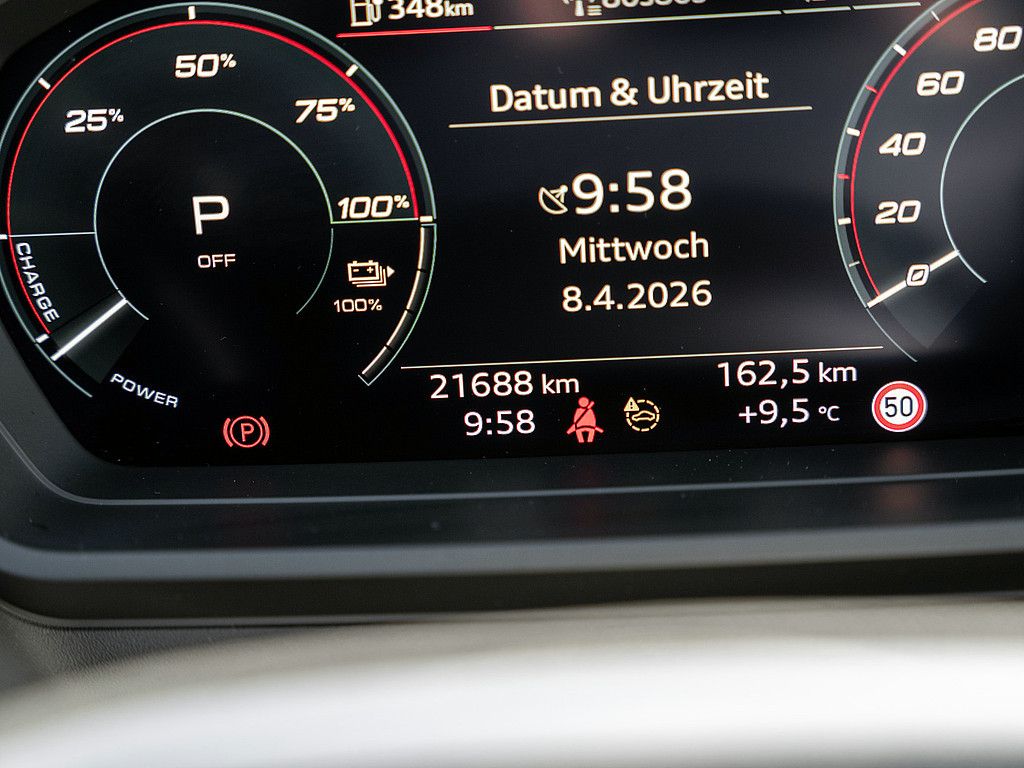 348km
Datum & Uhrzeit
25%
50%
75%
100%
CHARGE
P
OFF
100%
POWER
9:58
Mittwoch
8.4.2026
80
60
40
20
0
21688 km
9:58
162,5 km
+9,5 °C
50
P